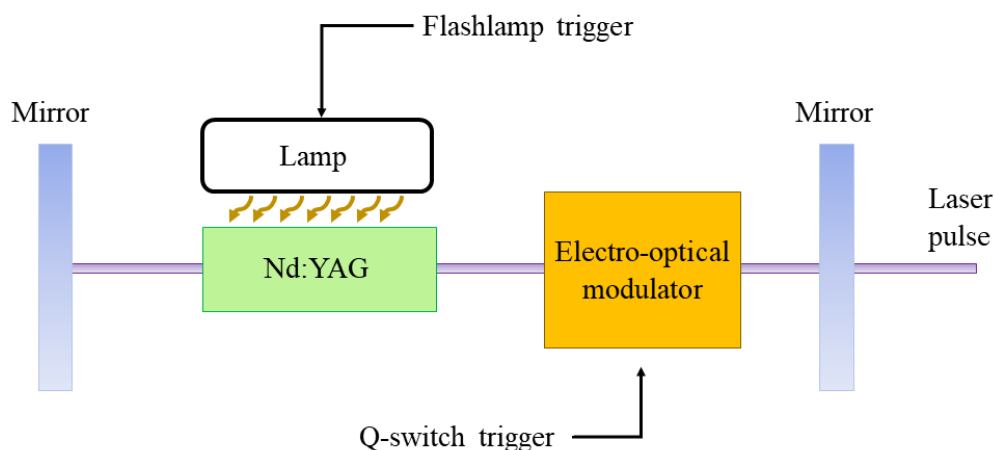 Flashlamp trigger
Mirror
Mirror
Lamp
Laser
pulse
Nd:YAG
Electro-optical
modulator
Q-switch trigger